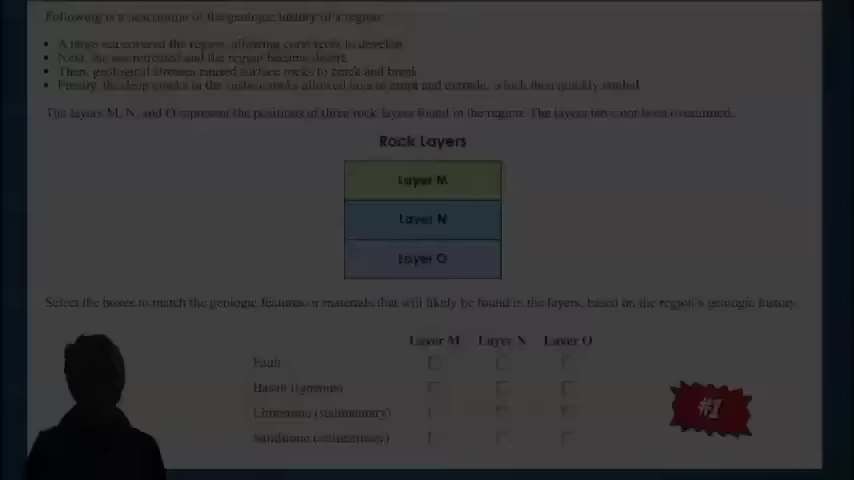 Following is a description of the geologic history of a region:
• A large sea covered the region, allowing coral reefs to develop
• Next, the sea retreated and the region became desert
• Then, geological stresses caused surface rocks to crack and break
• Finally, the deep cracks in the surface rocks allowed lava to erupt and extrude, which then quickly cooled
The layers M, N, and O represent the positions of three rock layers found in the region. The layers have not been overturned.
Rock Layers
Layer M
Layer N
Layer O
Select the boxes to match the geologic features or materials that will likely be found in the layers, based on the region's geologic history.
Layer M Layer N Layer O
Fault
Basalt (igneous)
Limestone (sedimentary)
Sandstone (sedimentary)
#1